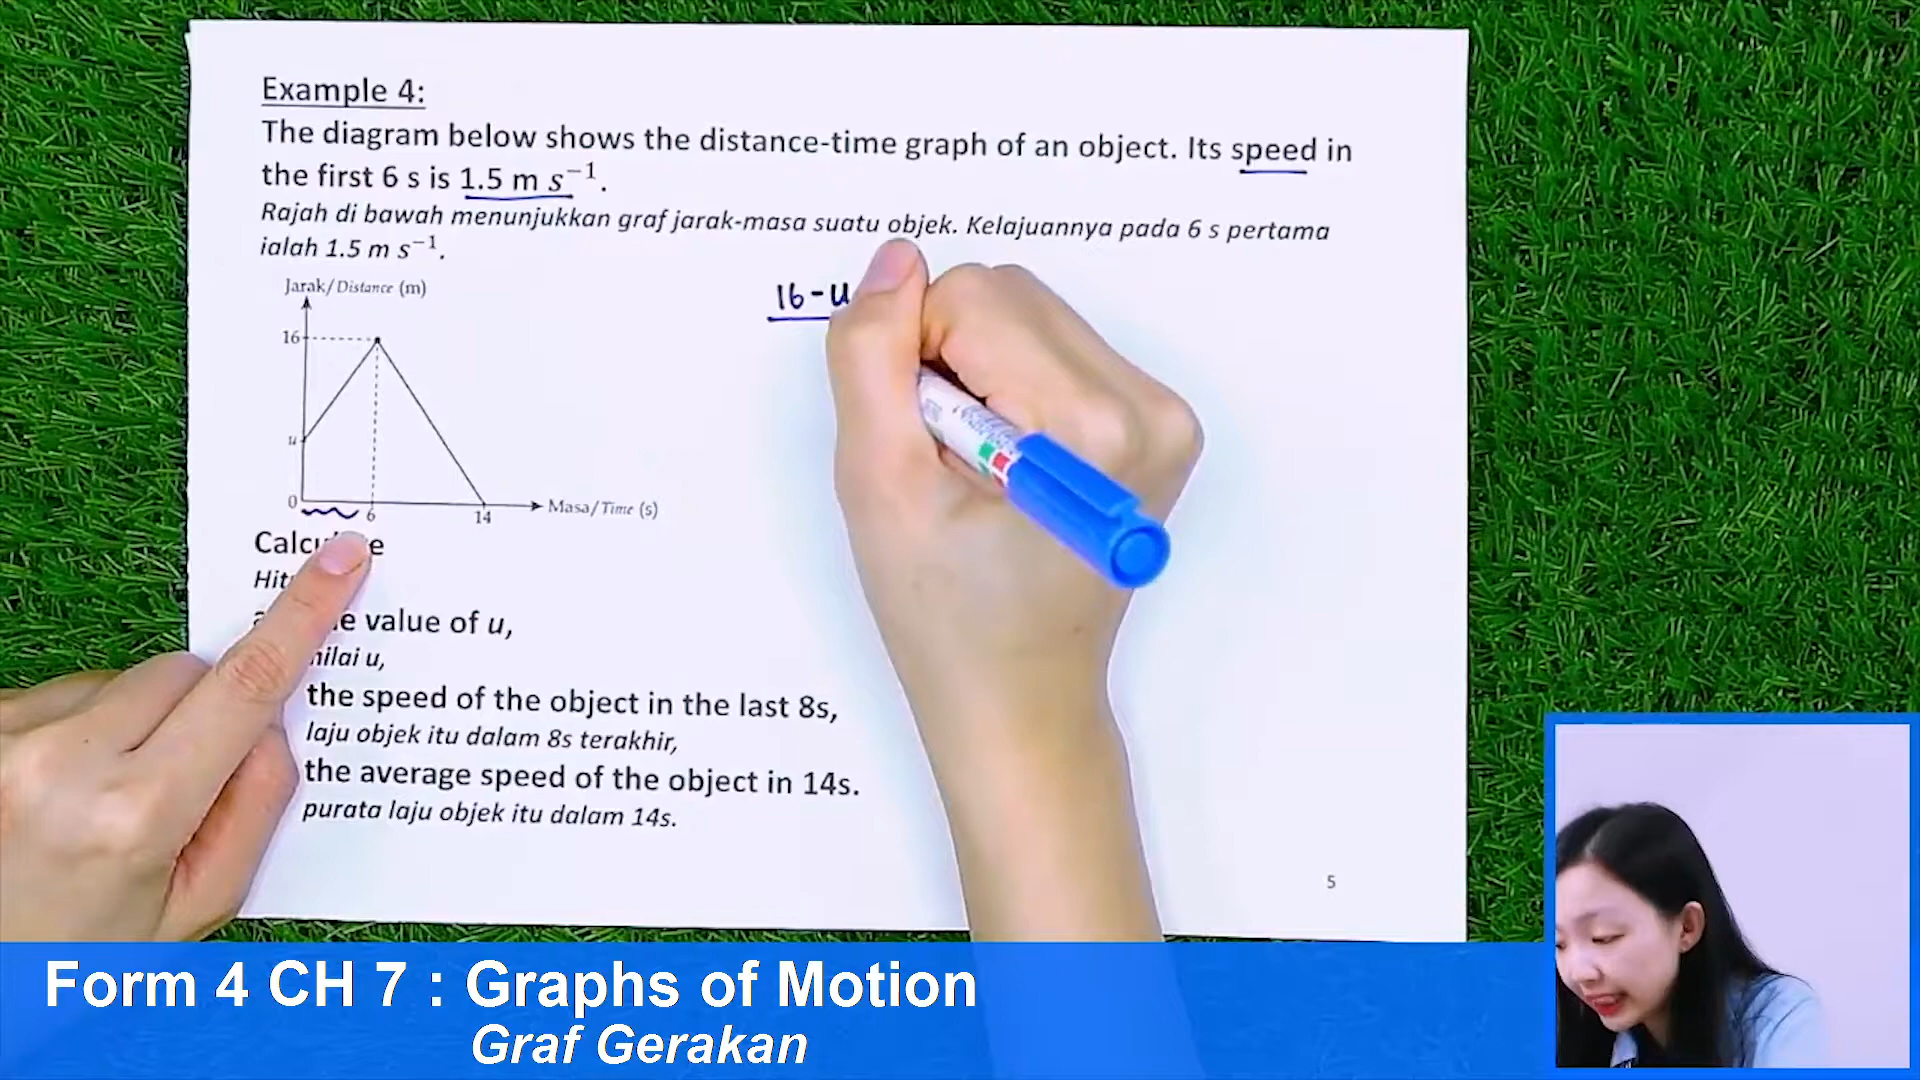 Example 4:
The diagram below shows the distance-time graph of an object. Its speed in
the first 6 s is 1.5 m s⁻¹.
Rajah di bawah menunjukkan graf jarak-masa suatu objek. Kelajuannya pada 6 s pertama
ialah 1.5 m s⁻¹.
Jarak/Distance (m)
16-u
16
u
0
6
14
Masa/Time (s)
value of u,
nilai u,
the speed of the object in the last 8s,
laju objek itu dalam 8s terakhir,
the average speed of the object in 14s.
purata laju objek itu dalam 14s.
5
Form 4 CH 7 : Graphs of Motion
Graf Gerakan